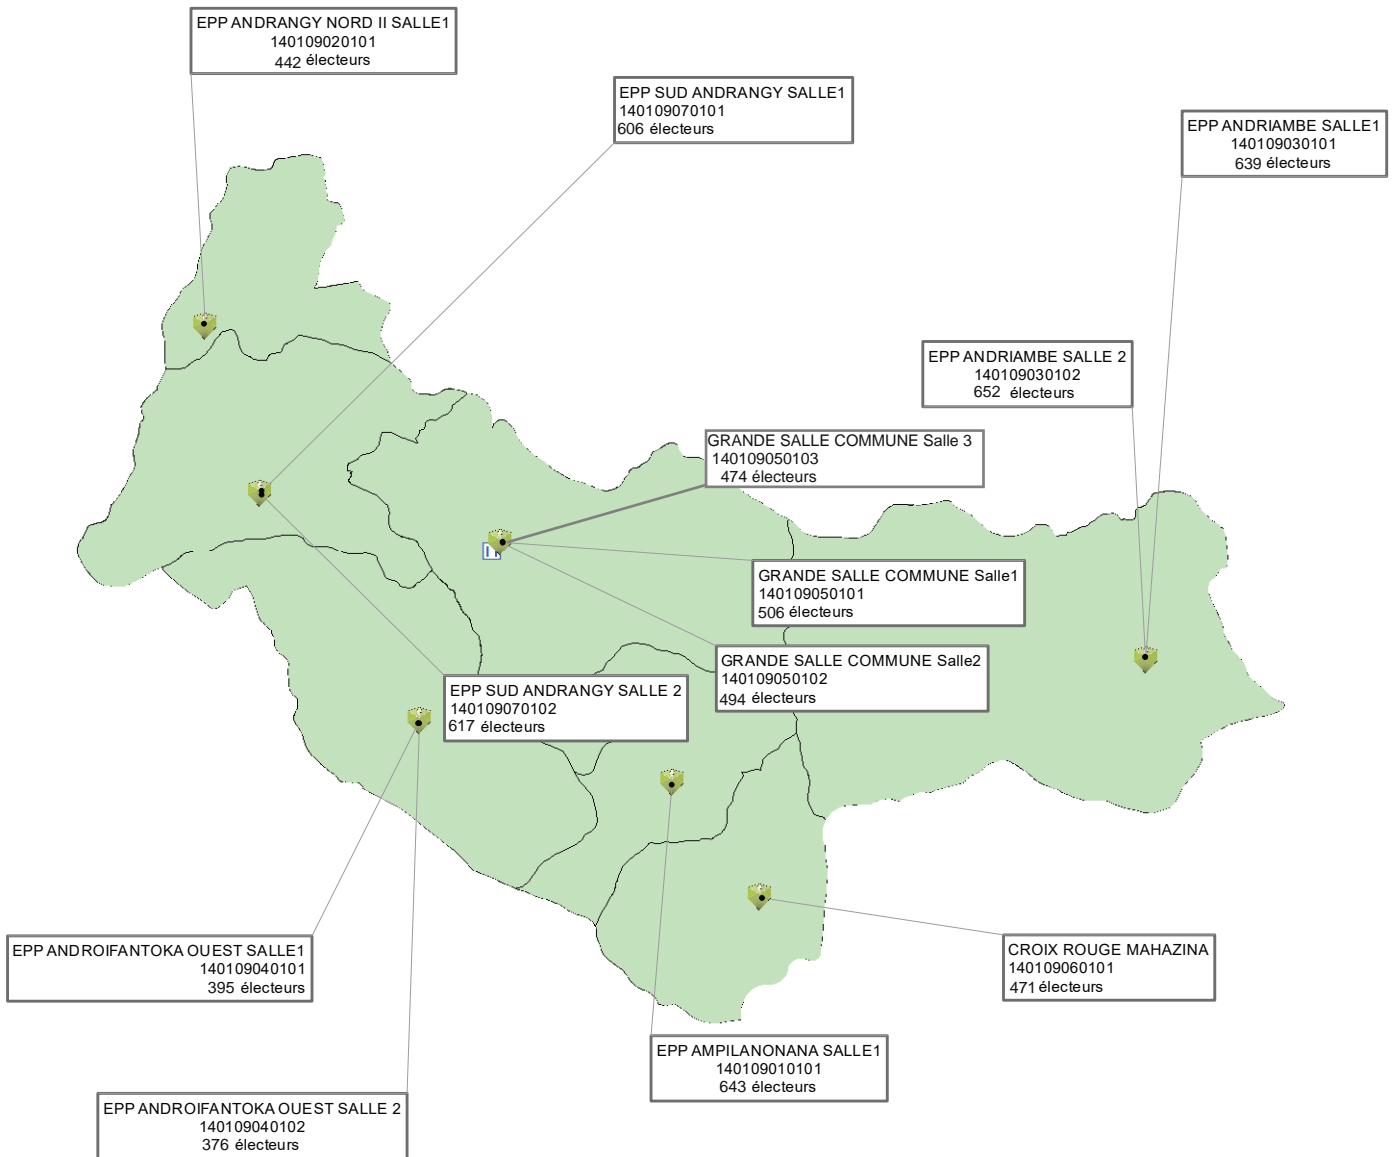 EPP ANDRANGY NORD II SALLE1
140109020101
442 électeurs
EPP SUD ANDRANGY SALLE1
140109070101
606 électeurs
EPP ANDRIAMBE SALLE1
140109030101
639 électeurs
EPP ANDRIAMBE SALLE 2
140109030102
652 électeurs
GRANDE SALLE COMMUNE Salle 3
140109050103
474 électeurs
GRANDE SALLE COMMUNE Salle1
140109050101
506 électeurs
GRANDE SALLE COMMUNE Salle2
140109050102
494 électeurs
EPP SUD ANDRANGY SALLE 2
140109070102
617 électeurs
EPP ANDROIFANTOKA OUEST SALLE1
140109040101
395 électeurs
CROIX ROUGE MAHAZINA
140109060101
471 électeurs
EPP AMPILANONANA SALLE1
140109010101
643 électeurs
EPP ANDROIFANTOKA OUEST SALLE 2
140109040102
376 électeurs